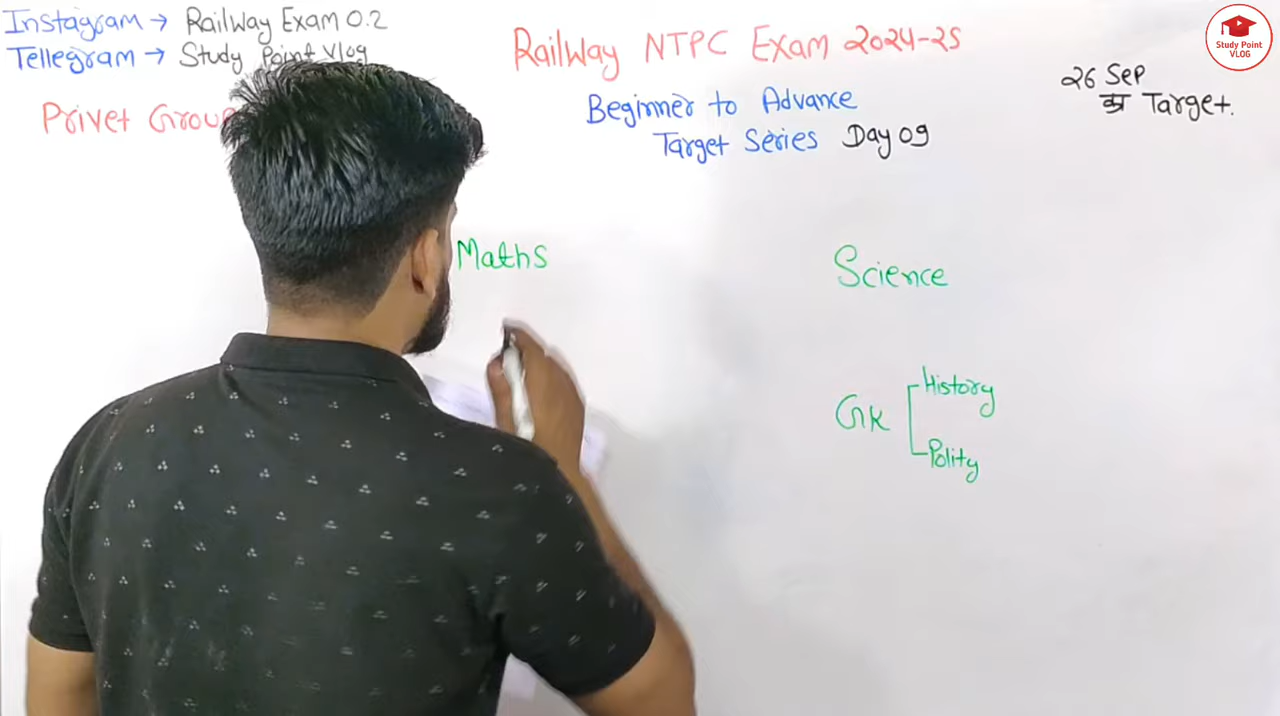 Instagram → Railway Exam 0.2
Tellegram → Study Point Vlog
Privet Group
Railway NTPC Exam 2024-25
Beginner to Advance
Target Series Day 09
26 Sep
का Target.
Study Point
VLOG
Maths
Science
GK
History
Polity